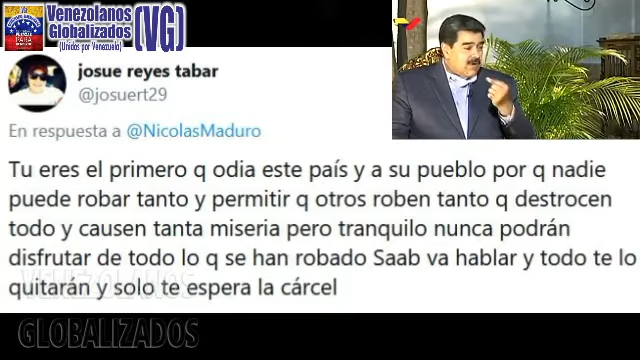 Venezolanos
Globalizados
(Unidos por Venezuela)
(VG)
josue reyes tabar
@josuert29
En respuesta a @NicolasMaduro
Tu eres el primero q odia este país y a su pueblo por q nadie
puede robar tanto y permitir q otros roben tanto q destrocen
todo y causen tanta miseria pero tranquilo nunca podrán
disfrutar de todo lo q se han robado Saab va hablar y todo te lo
quitarán y solo te espera la cárcel
VENEZOLANOS
GLOBALIZADOS